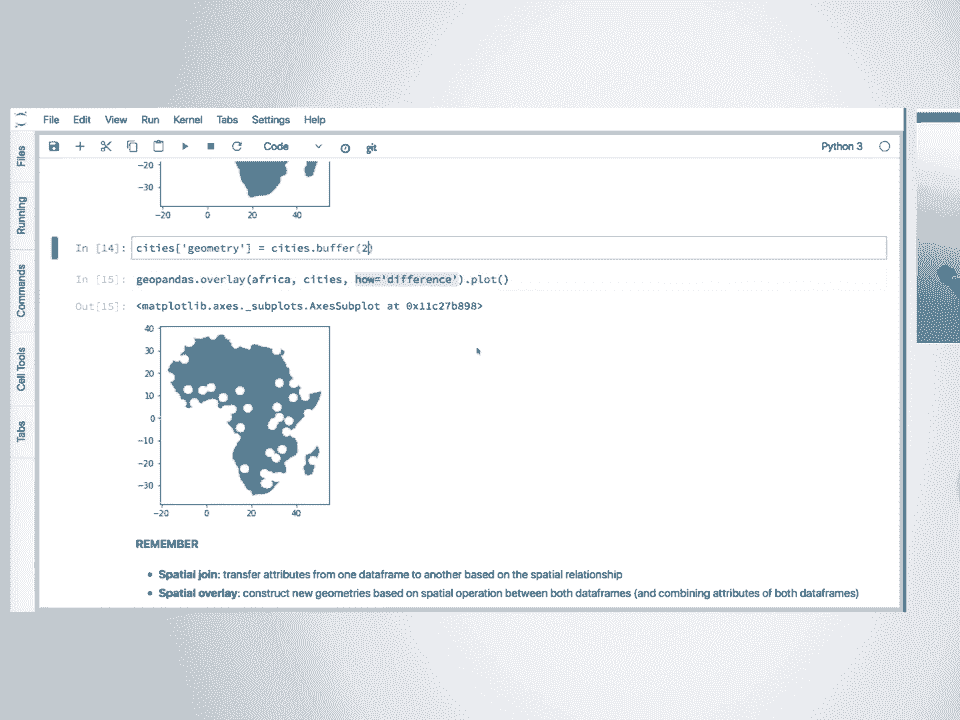 File Edit View Run Kernel Tabs Settings Help
Code
git
Python 3
Files
Running
Commands
Cell Tools
Tabs
−20
−30
−20 0 20 40
In [14]: cities['geometry'] = cities.buffer(2)
In [15]: geopandas.overlay(africa, cities, how='difference').plot()
Out[15]: <matplotlib.axes._subplots.AxesSubplot at 0x11c27b898>
40
30
20
10
0
−10
−20
−30
−20 0 20 40
REMEMBER
• Spatial join: transfer attributes from one dataframe to another based on the spatial relationship
• Spatial overlay: construct new geometries based on spatial operation between both dataframes (and combining attributes of both dataframes)